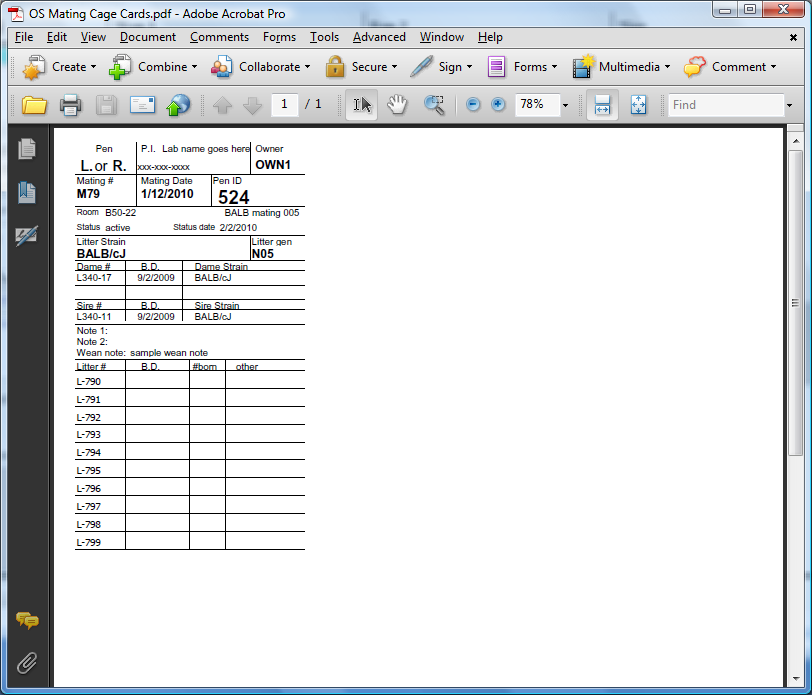 OS Mating Cage Cards.pdf - Adobe Acrobat Pro
File Edit View Document Comments Forms Tools Advanced Window Help
Create Combine Collaborate Secure Sign Forms Multimedia Comment
1 / 1 78% Find
Pen P.I. Lab name goes here Owner
L. or R. xxx-xxx-xxxx OWN1
Mating # Mating Date Pen ID
M79 1/12/2010 524
Room B50-22 BALB mating 005
Status active Status date 2/2/2010
Litter Strain Litter gen
BALB/cJ N05
Dame # B.D. Dame Strain
L340-17 9/2/2009 BALB/cJ
Sire # B.D. Sire Strain
L340-11 9/2/2009 BALB/cJ
Note 1:
Note 2:
Wean note: sample wean note
Litter # B.D. #born other
L-790
L-791
L-792
L-793
L-794
L-795
L-796
L-797
L-798
L-799